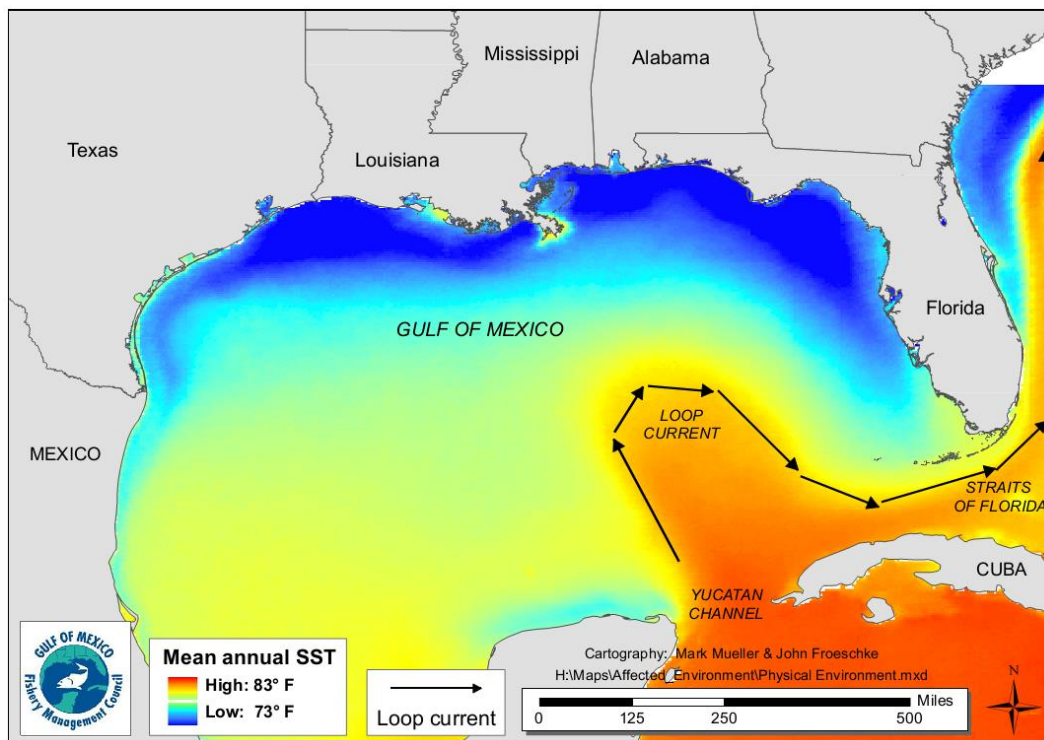 Mississippi
Alabama
Texas
Louisiana
GULF OF MEXICO
Florida
LOOP
CURRENT
MEXICO
STRAITS
OF FLORIDA
CUBA
YUCATAN
CHANNEL
GULF OF MEXICO
Fishery Management Council
Mean annual SST
High: 83° F
Low: 73° F
Loop current
Cartography: Mark Mueller & John Froeschke
H:\Maps\Affected_Environment\Physical Environment.mxd
Miles
0 125 250 500
N